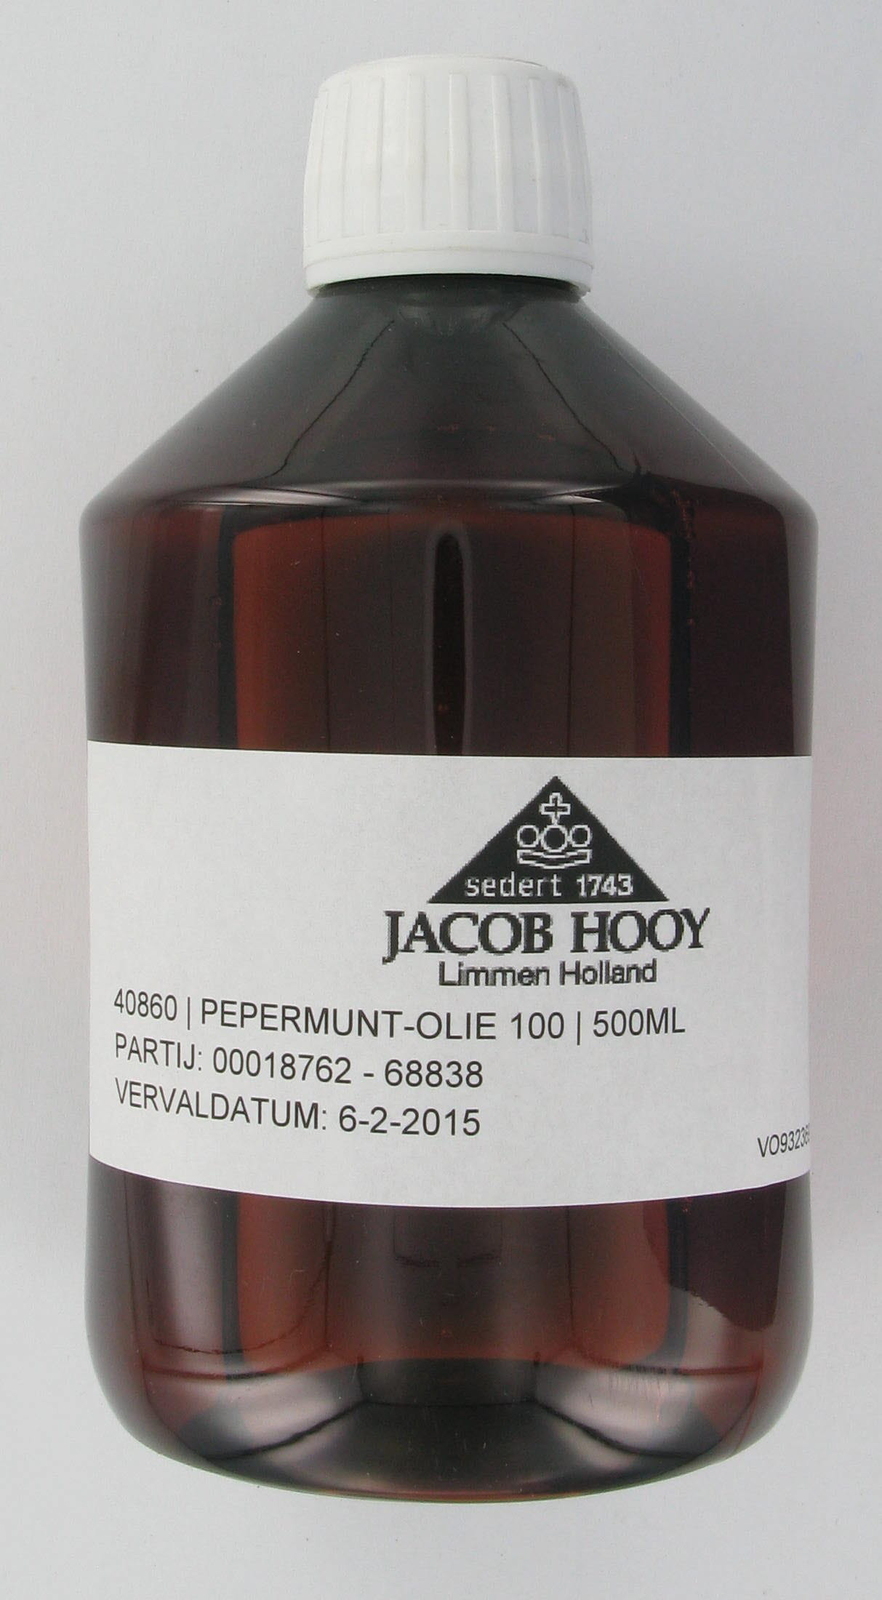 sedert 1743
JACOB HOOY
Limmen Holland
40860 | PEPERMUNT-OLIE 100 | 500ML
PARTIJ: 00018762 - 68838
VERVALDATUM: 6-2-2015